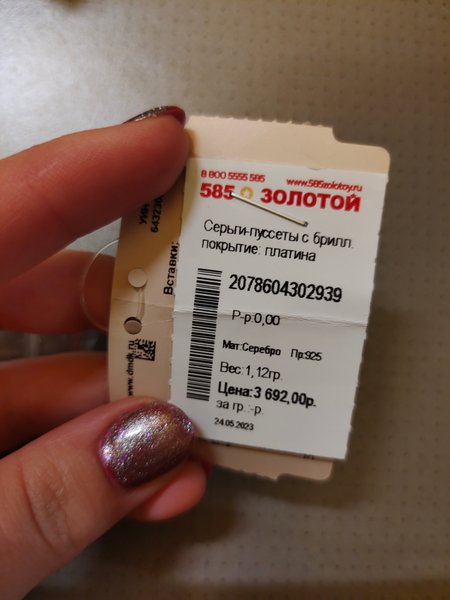 8 800 5555 585 www.585zolotoy.ru
585 ЗОЛОТОЙ
Серьги-пуссеты с брилл.
покрытие: платина
2078604302939
Р-р:0,00
Мат:Серебро Пр:925
Вес:1,12гр.
Цена:3 692,00р.
за гр.:-р.
24.05.2023
УИН
Вставки:
www.dmdk.ru